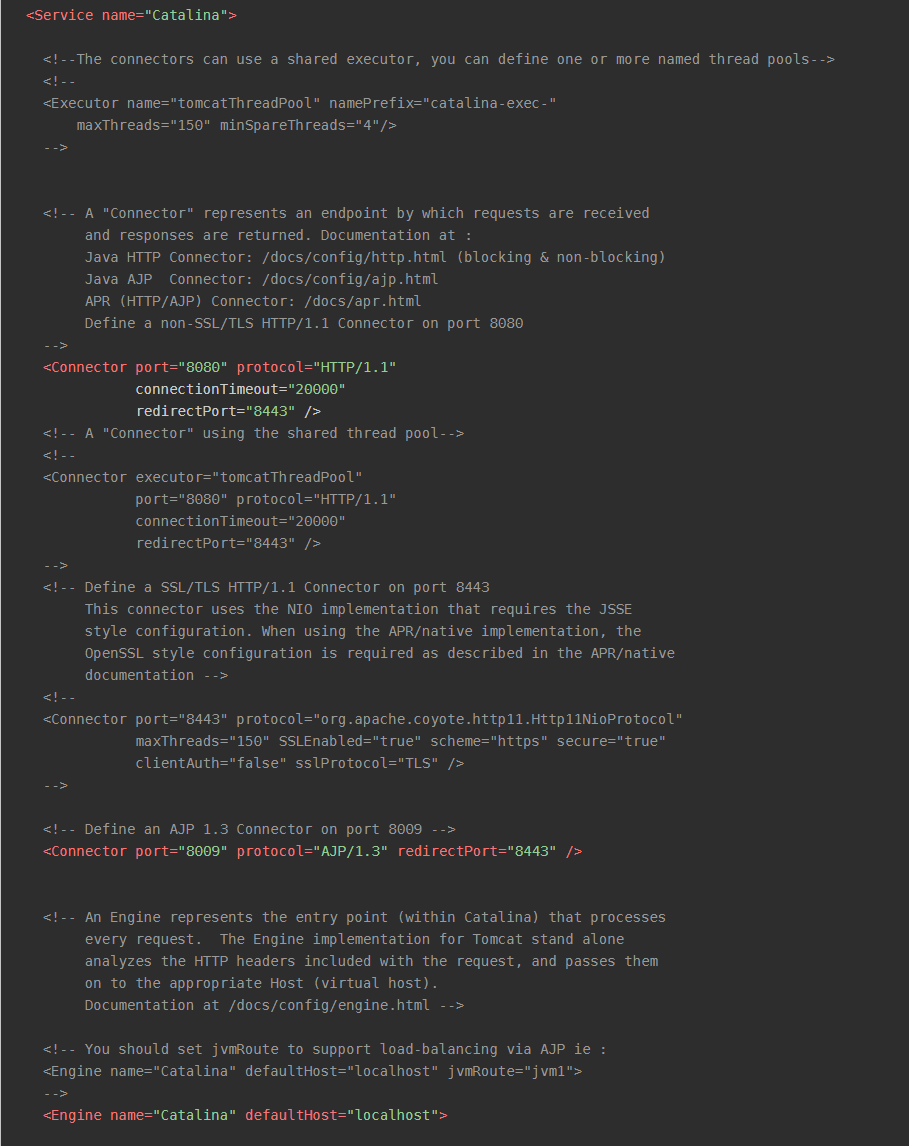 <Service name="Catalina">
<!--The connectors can use a shared executor, you can define one or more named thread pools-->
<!--
<Executor name="tomcatThreadPool" namePrefix="catalina-exec-"
maxThreads="150" minSpareThreads="4"/>
-->
<!-- A "Connector" represents an endpoint by which requests are received
and responses are returned. Documentation at :
Java HTTP Connector: /docs/config/http.html (blocking & non-blocking)
Java AJP  Connector: /docs/config/ajp.html
APR (HTTP/AJP) Connector: /docs/apr.html
Define a non-SSL/TLS HTTP/1.1 Connector on port 8080
-->
<Connector port="8080" protocol="HTTP/1.1"
connectionTimeout="20000"
redirectPort="8443" />
<!-- A "Connector" using the shared thread pool-->
<!--
<Connector executor="tomcatThreadPool"
port="8080" protocol="HTTP/1.1"
connectionTimeout="20000"
redirectPort="8443" />
-->
<!-- Define a SSL/TLS HTTP/1.1 Connector on port 8443
This connector uses the NIO implementation that requires the JSSE
style configuration. When using the APR/native implementation, the
OpenSSL style configuration is required as described in the APR/native
documentation -->
<!--
<Connector port="8443" protocol="org.apache.coyote.http11.Http11NioProtocol"
maxThreads="150" SSLEnabled="true" scheme="https" secure="true"
clientAuth="false" sslProtocol="TLS" />
-->
<!-- Define an AJP 1.3 Connector on port 8009 -->
<Connector port="8009" protocol="AJP/1.3" redirectPort="8443" />
<!-- An Engine represents the entry point (within Catalina) that processes
every request.  The Engine implementation for Tomcat stand alone
analyzes the HTTP headers included with the request, and passes them
on to the appropriate Host (virtual host).
Documentation at /docs/config/engine.html -->
<!-- You should set jvmRoute to support load-balancing via AJP ie :
<Engine name="Catalina" defaultHost="localhost" jvmRoute="jvm1">
-->
<Engine name="Catalina" defaultHost="localhost">